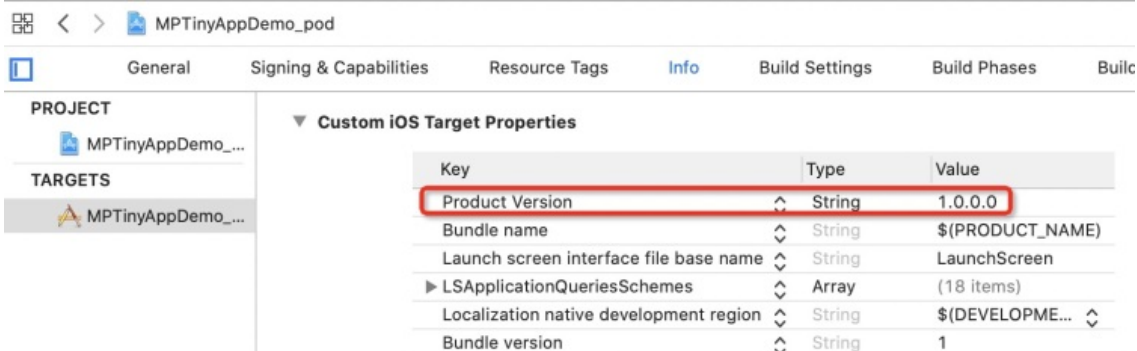 MPTinyAppDemo_pod
General Signing & Capabilities Resource Tags Info Build Settings Build Phases Build
PROJECT
MPTinyAppDemo_...
TARGETS
MPTinyAppDemo_...
Custom iOS Target Properties
Key Type Value
Product Version String 1.0.0.0
Bundle name String $(PRODUCT_NAME)
Launch screen interface file base name String LaunchScreen
LSApplicationQueriesSchemes Array (18 items)
Localization native development region String $(DEVELOPME...
Bundle version String 1